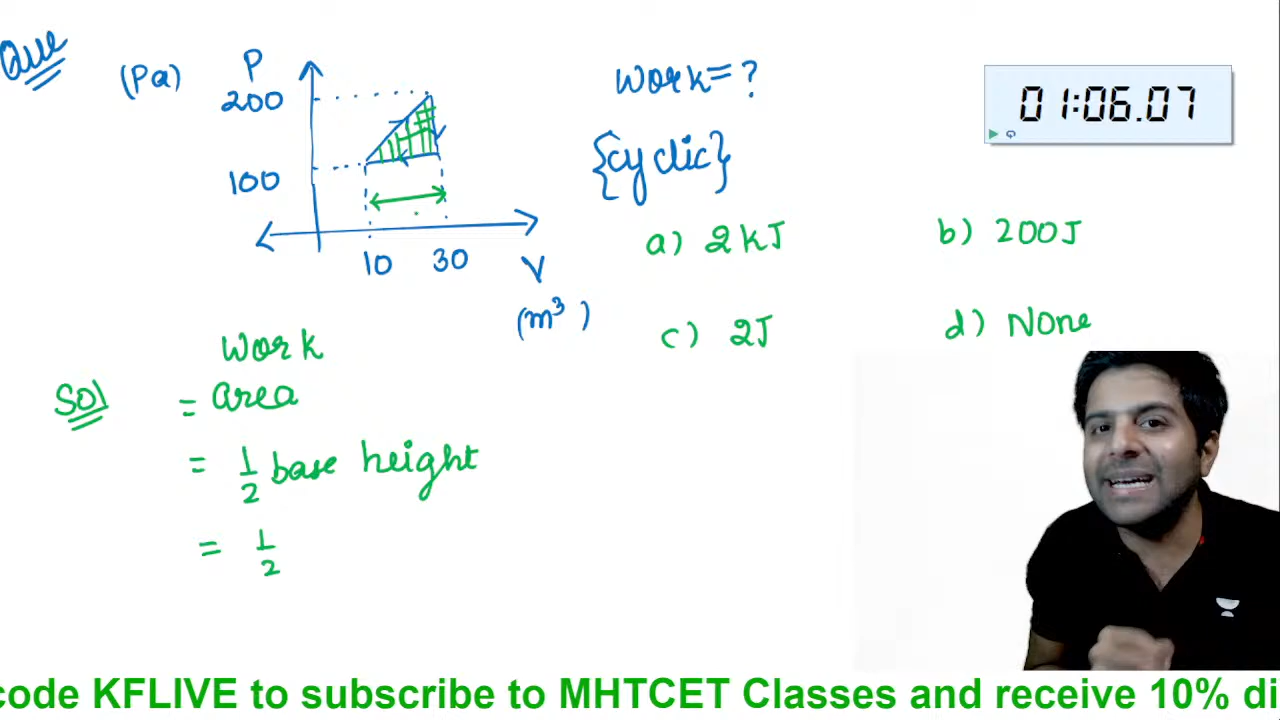 Que
(Pa) P
200
100
10 30 V
(m³)
Work = ?
{cyclic}
01:06.07
a) 2 kJ b) 200J
c) 2J d) None
Sol
Work
= area
= 1/2 base height
= 1/2
code KFLIVE to subscribe to MHTCET Classes and receive 10% di